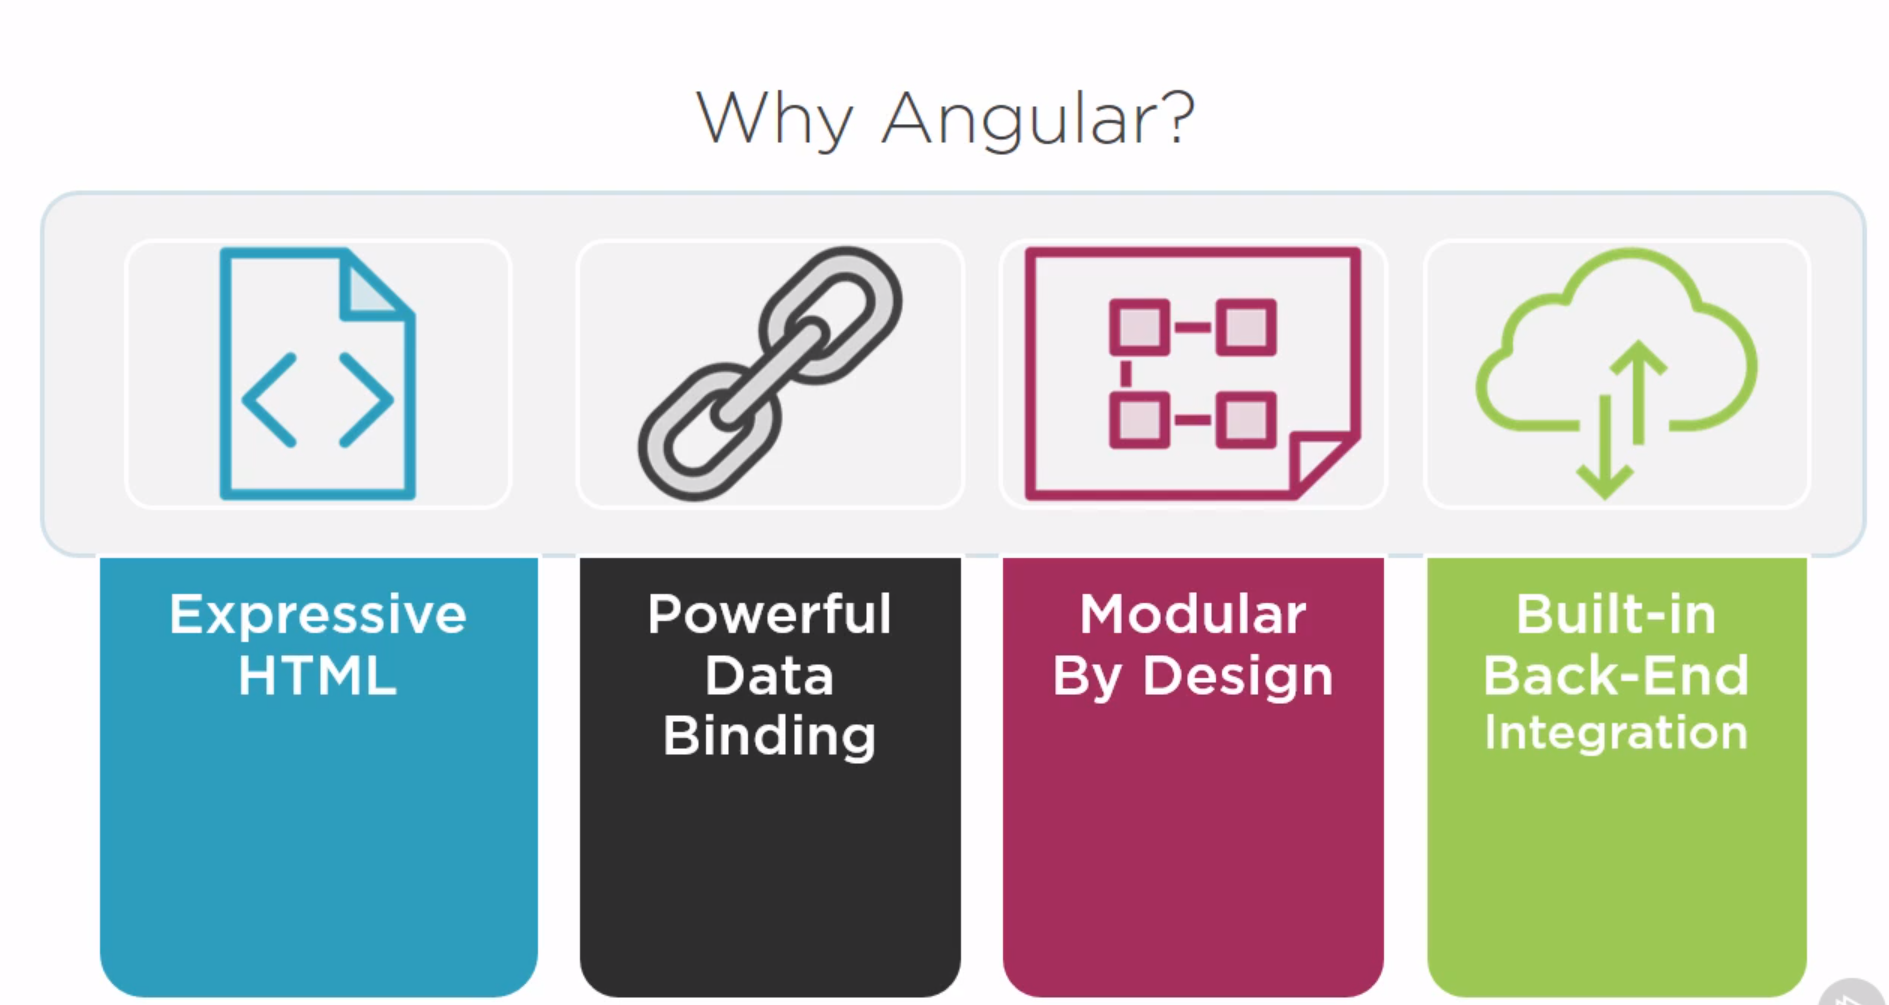 Why Angular?
Expressive
HTML
Powerful
Data
Binding
Modular
By Design
Built-in
Back-End
Integration